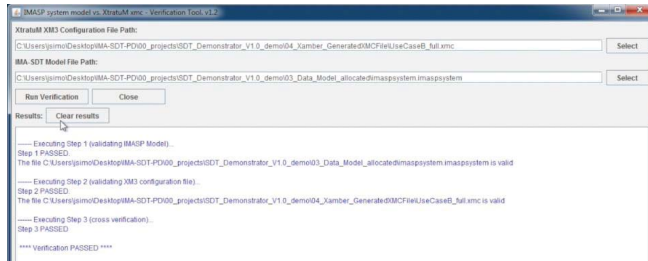 IMASP system model vs. XtratuM xmc - Verification Tool. v1.2
XtratuM XM3 Configuration File Path:
C:\Users\jsimo\Desktop\IMA-SDT-PD\00_projects\SDT_Demonstrator_V1.0_demo\04_Xamber_GeneratedXMCFile\UseCaseB_full.xmc
Select
IMA-SDT Model File Path:
C:\Users\jsimo\Desktop\IMA-SDT-PD\00_projects\SDT_Demonstrator_V1.0_demo\03_Data_Model_allocated\imaspsystem.imaspsystem
Select
Run Verification Close
Results: Clear results
------ Executing Step 1 (validating IMASP Model)...
Step 1 PASSED.
The file C:\Users\jsimo\Desktop\IMA-SDT-PD\00_projects\SDT_Demonstrator_V1.0_demo\03_Data_Model_allocated\imaspsystem.imaspsystem is valid
------ Executing Step 2 (validating XM3 configuration file)...
Step 2 PASSED.
The file C:\Users\jsimo\Desktop\IMA-SDT-PD\00_projects\SDT_Demonstrator_V1.0_demo\04_Xamber_GeneratedXMCFile\UseCaseB_full.xmc is valid
------ Executing Step 3 (cross verification)...
Step 3 PASSED
**** Verification PASSED ****